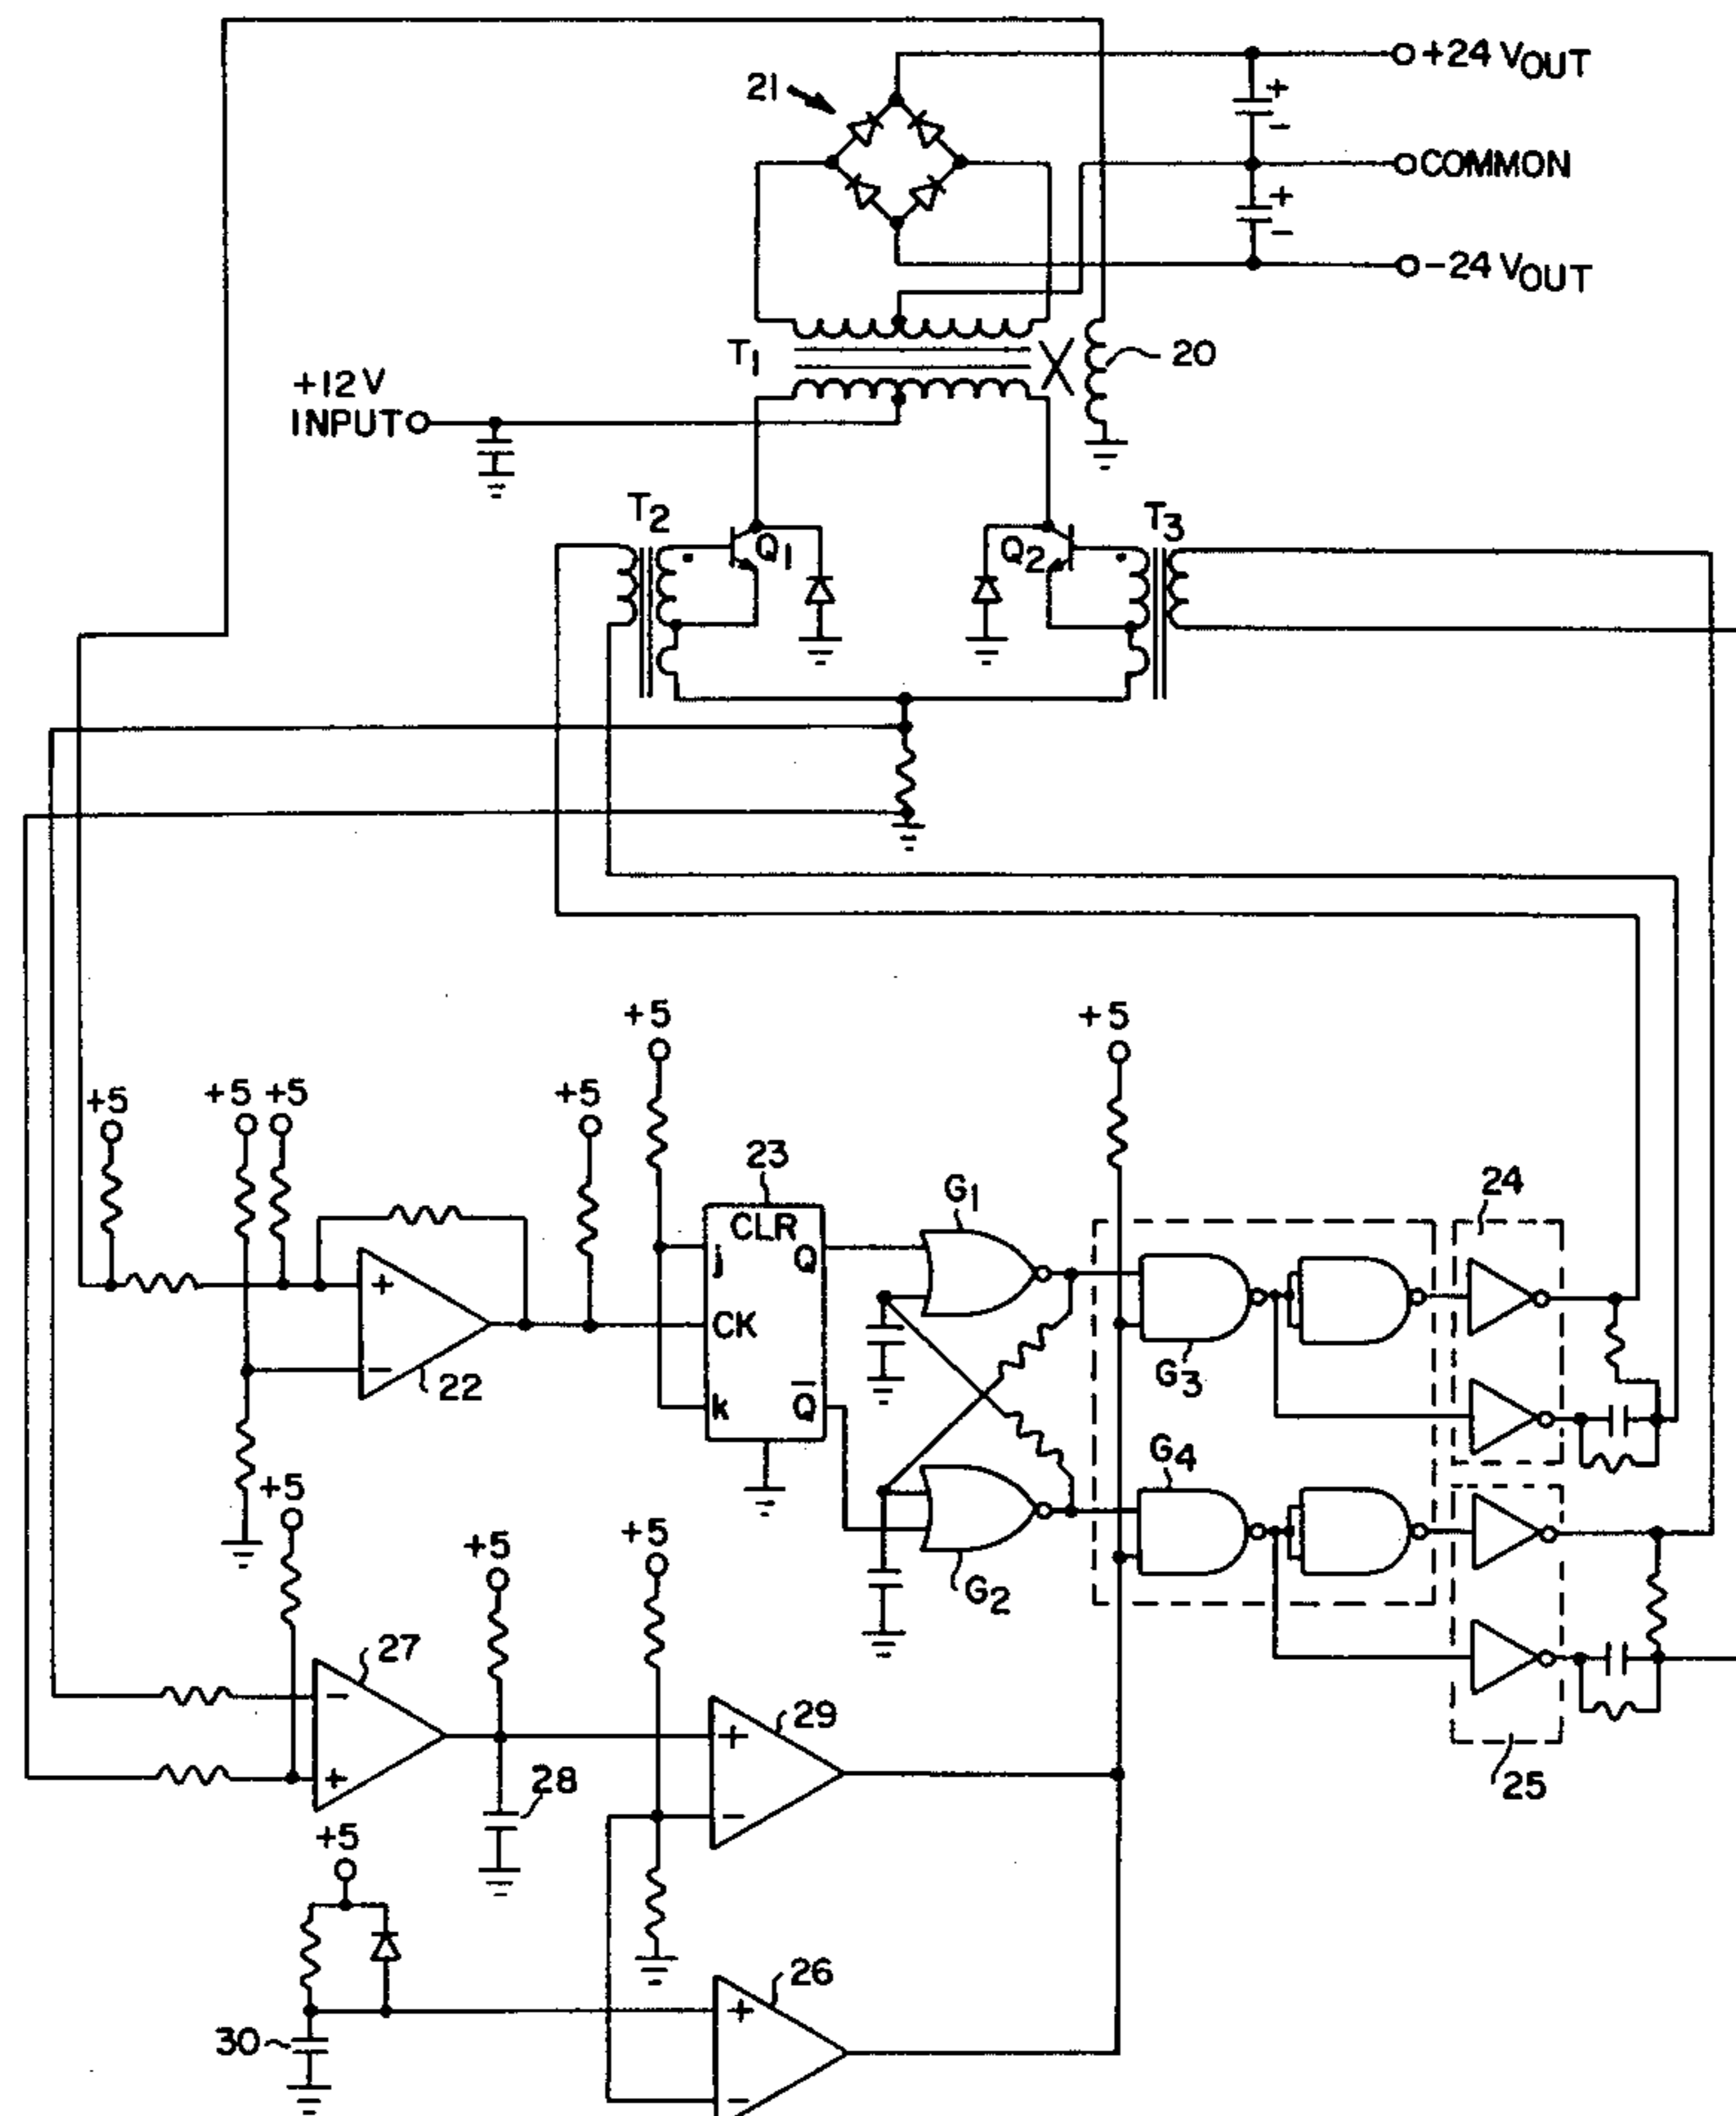 21
+24 VOUT
+
-
COMMON
+
-
-24 VOUT
T1
20
+12V
INPUT
T2
Q1
Q2
T3
+5
+5
+5
+5
+5
+5
+
-
22
23
CLR
j
Q
CK
k
Q̅
G1
G2
G3
G4
24
25
+5
+5
+5
27
-
+
28
29
+
-
+5
30
26
+
-